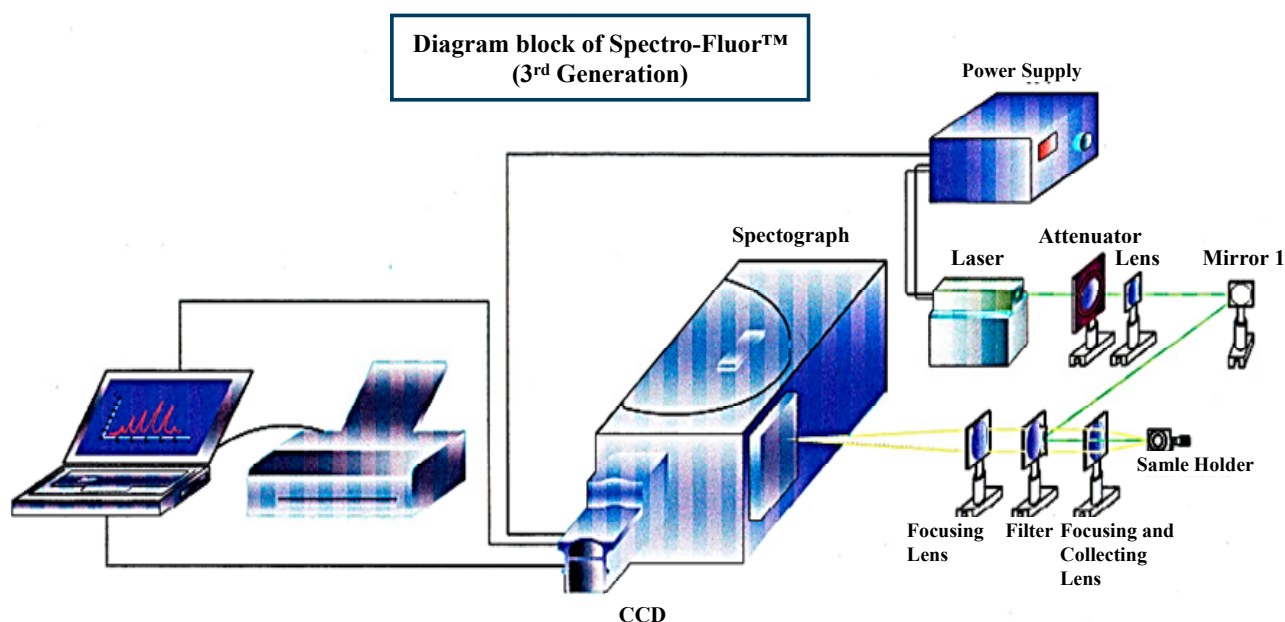 Diagram block of Spectro-Fluor™
(3rd Generation)
Power Supply
Spectograph
Attenuator
Laser
Lens
Mirror 1
Samle Holder
Focusing
Lens
Filter
Focusing and
Collecting
Lens
CCD